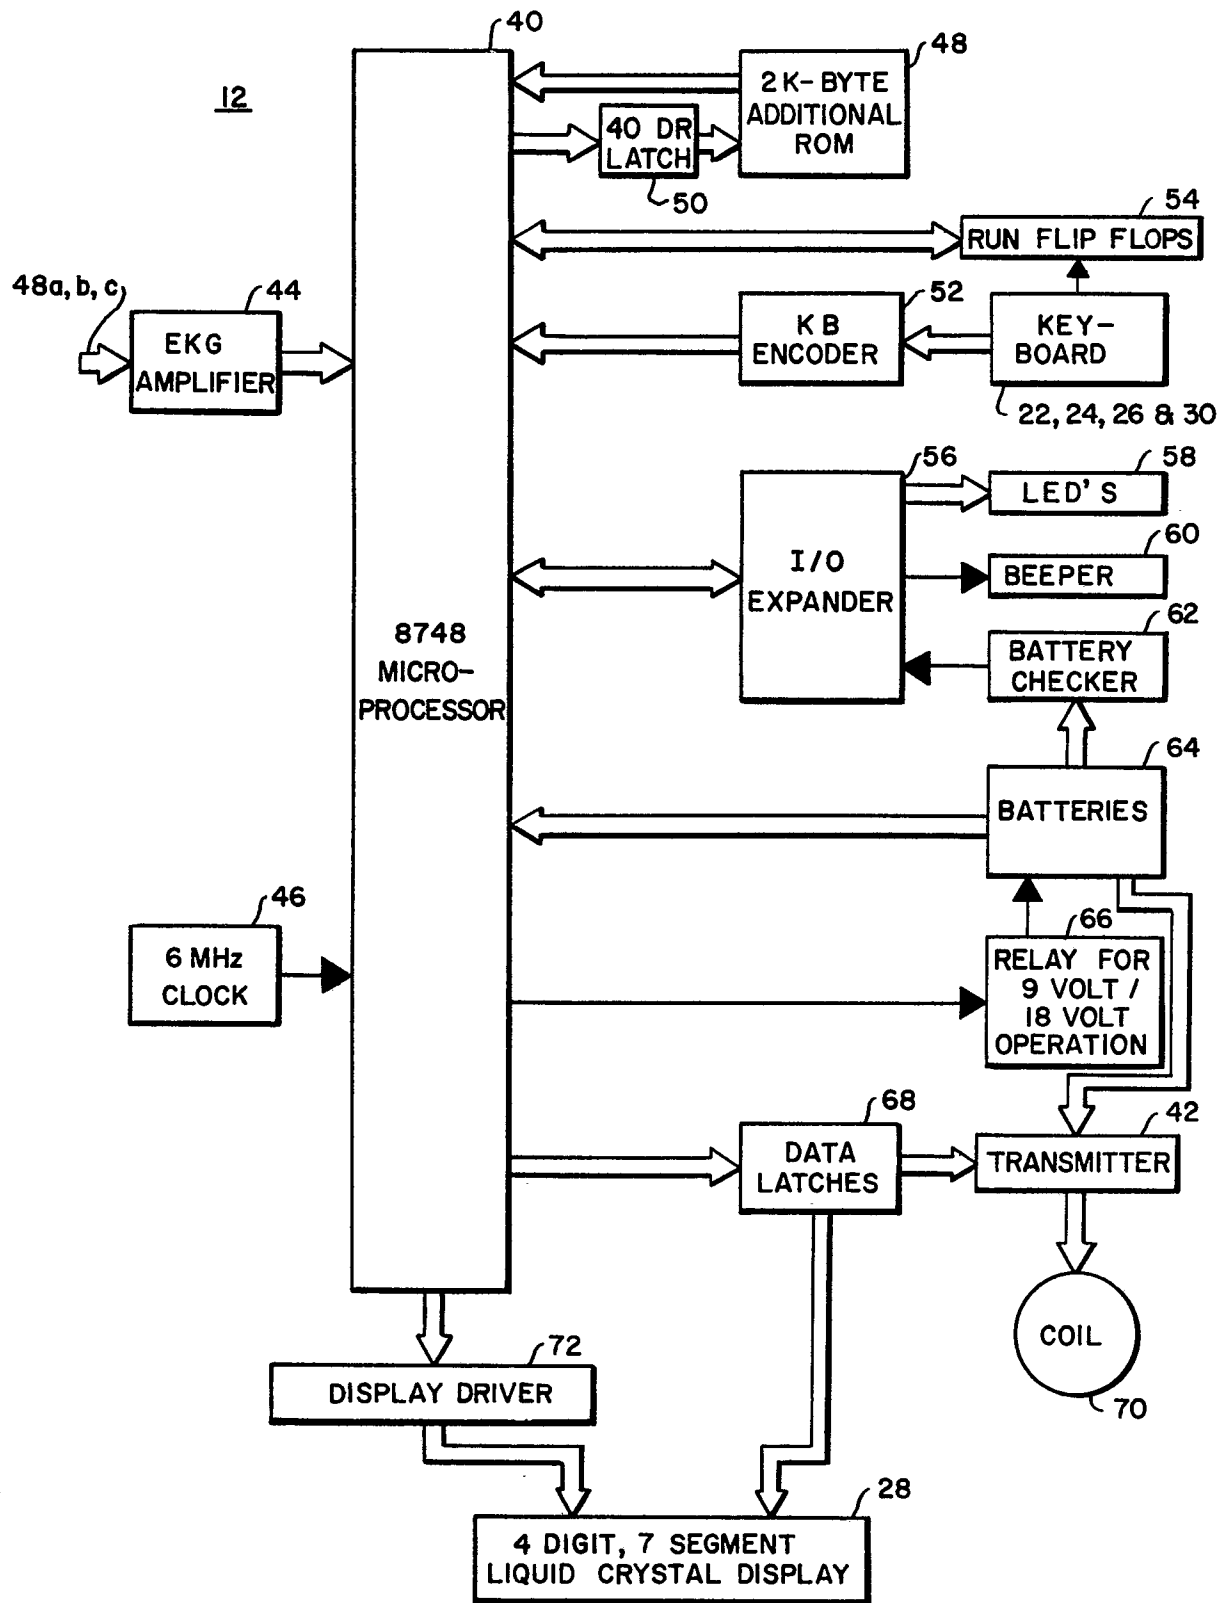 40
12
48
2K-BYTE
ADDITIONAL
ROM
40 DR
LATCH
50
54
RUN FLIP FLOPS
48a, b, c
44
EKG
AMPLIFIER
52
KB
ENCODER
KEY-
BOARD
22, 24, 26 & 30
56
I/O
EXPANDER
58
LED'S
60
BEEPER
62
BATTERY
CHECKER
8748
MICRO-
PROCESSOR
64
BATTERIES
46
6 MHz
CLOCK
66
RELAY FOR
9 VOLT /
18 VOLT
OPERATION
68
DATA
LATCHES
42
TRANSMITTER
COIL
70
72
DISPLAY DRIVER
28
4 DIGIT, 7 SEGMENT
LIQUID CRYSTAL DISPLAY